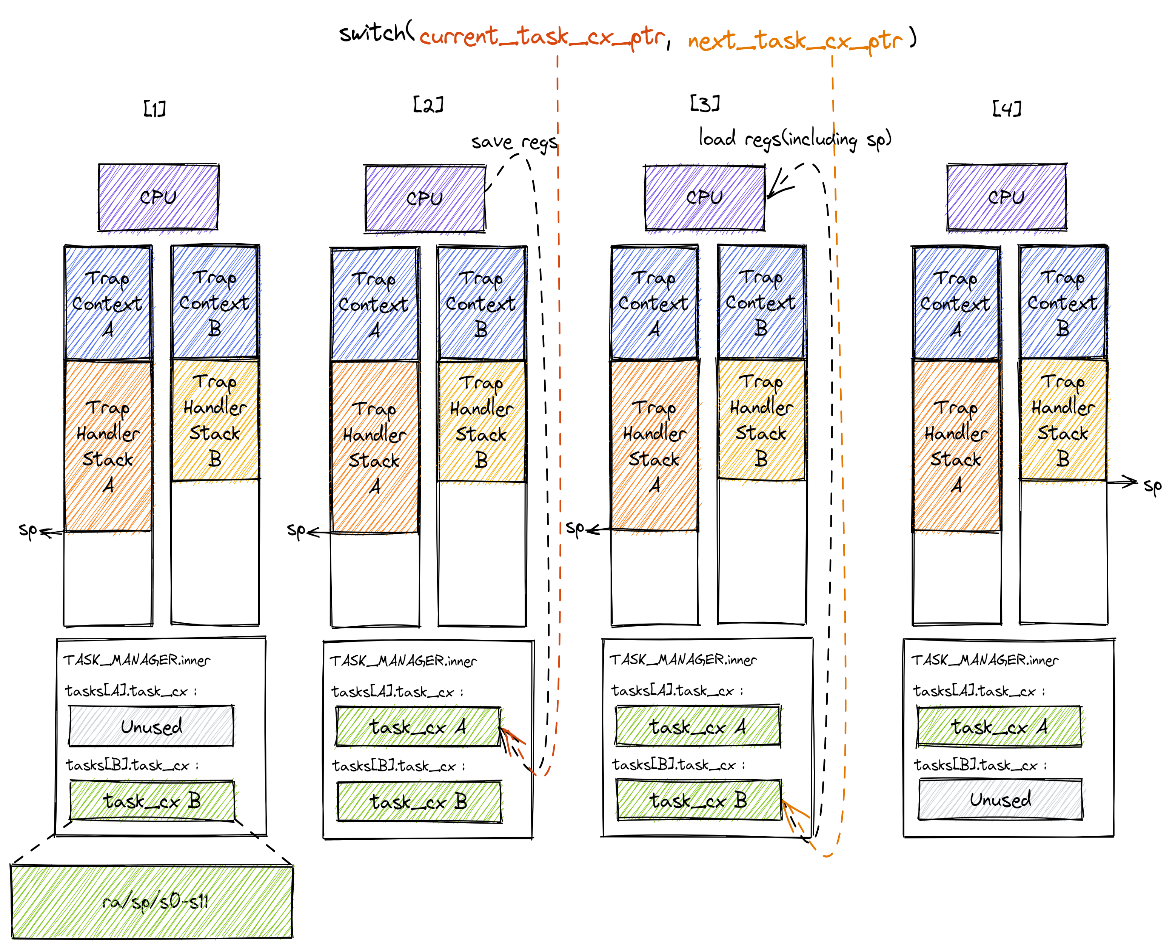 switch(current_task_cx_ptr, next_task_cx_ptr)
[1]
[2]
[3]
[4]
save regs
load regs(including sp)
CPU
CPU
CPU
CPU
Trap
Context
A
Trap
Context
B
Trap
Context
A
Trap
Context
B
Trap
Context
A
Trap
Context
B
Trap
Context
A
Trap
Context
B
Trap
Handler
Stack
A
Trap
Handler
Stack
B
Trap
Handler
Stack
A
Trap
Handler
Stack
B
Trap
Handler
Stack
A
Trap
Handler
Stack
B
Trap
Handler
Stack
A
Trap
Handler
Stack
B
sp
sp
sp
sp
TASK_MANAGER.inner
tasks[A].task_cx :
Unused
tasks[B].task_cx :
task_cx B
ra/sp/s0-s11
TASK_MANAGER.inner
tasks[A].task_cx :
task_cx A
tasks[B].task_cx :
task_cx B
TASK_MANAGER.inner
tasks[A].task_cx :
task_cx A
tasks[B].task_cx :
task_cx B
TASK_MANAGER.inner
tasks[A].task_cx :
task_cx A
tasks[B].task_cx :
Unused